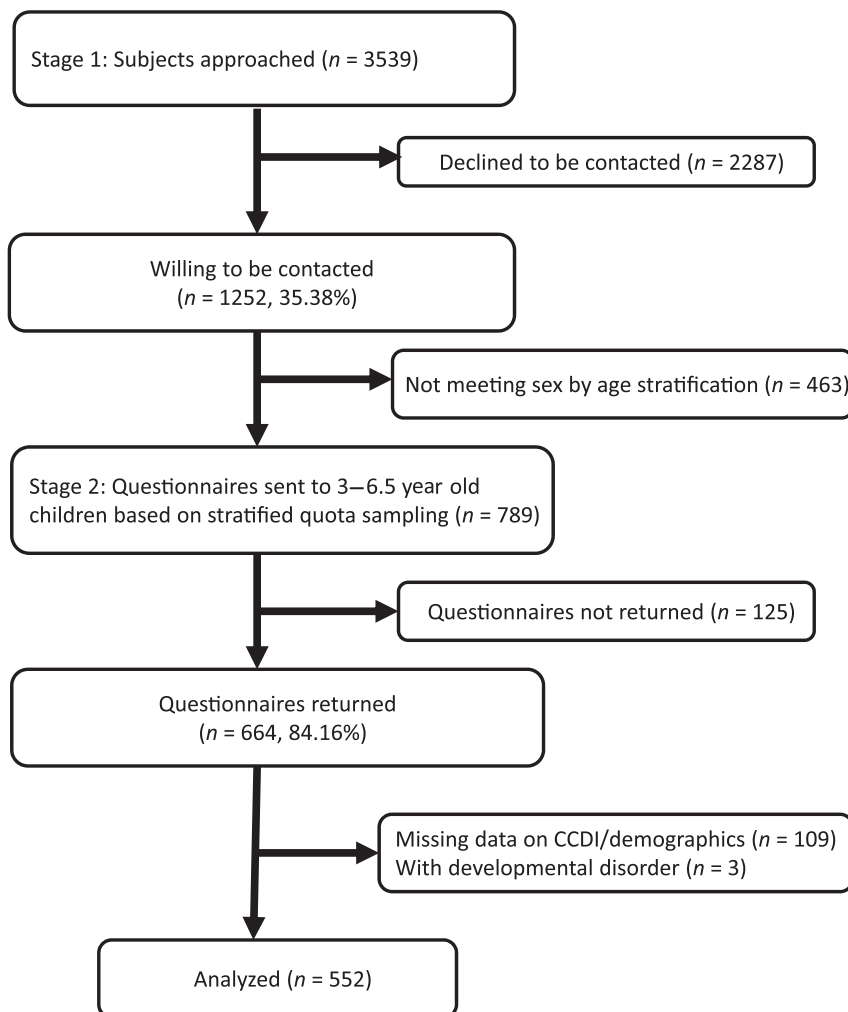 Stage 1: Subjects approached (n = 3539)
Declined to be contacted (n = 2287)
Willing to be contacted
(n = 1252, 35.38%)
Not meeting sex by age stratification (n = 463)
Stage 2: Questionnaires sent to 3–6.5 year old
children based on stratified quota sampling (n = 789)
Questionnaires not returned (n = 125)
Questionnaires returned
(n = 664, 84.16%)
Missing data on CCDI/demographics (n = 109)
With developmental disorder (n = 3)
Analyzed (n = 552)